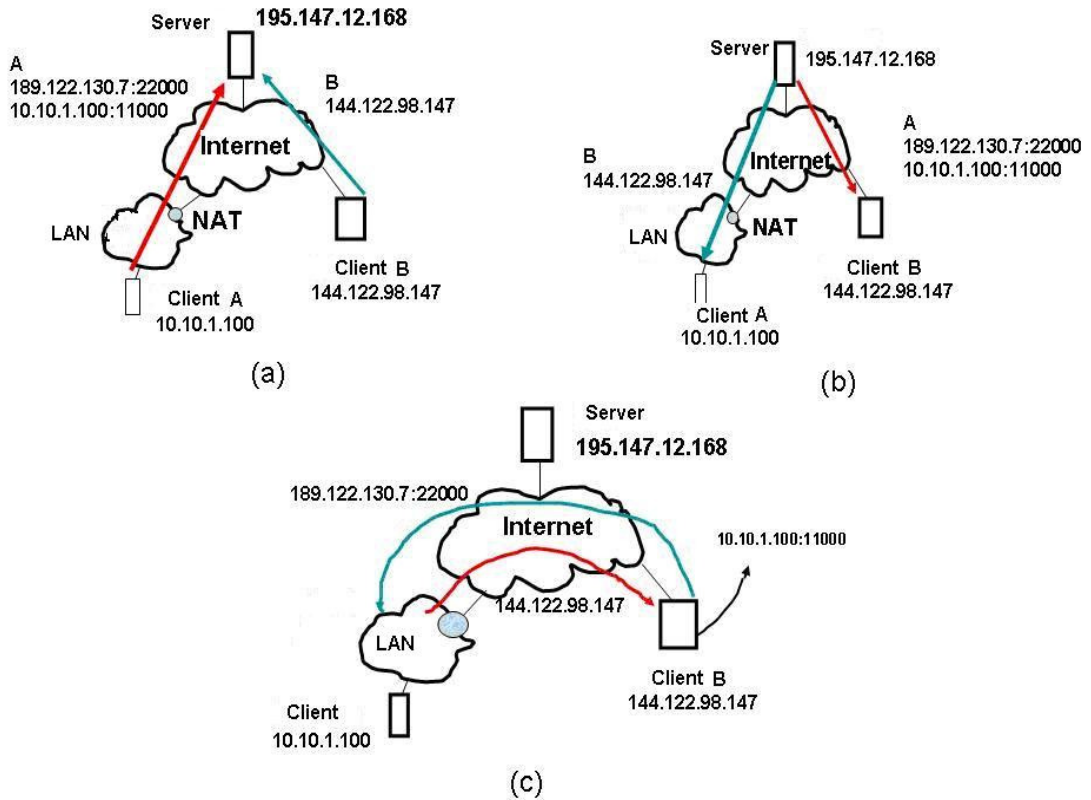 Server
195.147.12.168
A
189.122.130.7:22000
10.10.1.100:11000
B
144.122.98.147
Internet
LAN
NAT
Client A
10.10.1.100
Client B
144.122.98.147
(a)
Server
195.147.12.168
A
189.122.130.7:22000
10.10.1.100:11000
B
144.122.98.147
Internet
LAN
NAT
Client B
144.122.98.147
Client A
10.10.1.100
(b)
Server
195.147.12.168
189.122.130.7:22000
Internet
10.10.1.100:11000
144.122.98.147
LAN
Client B
144.122.98.147
Client
10.10.1.100
(c)